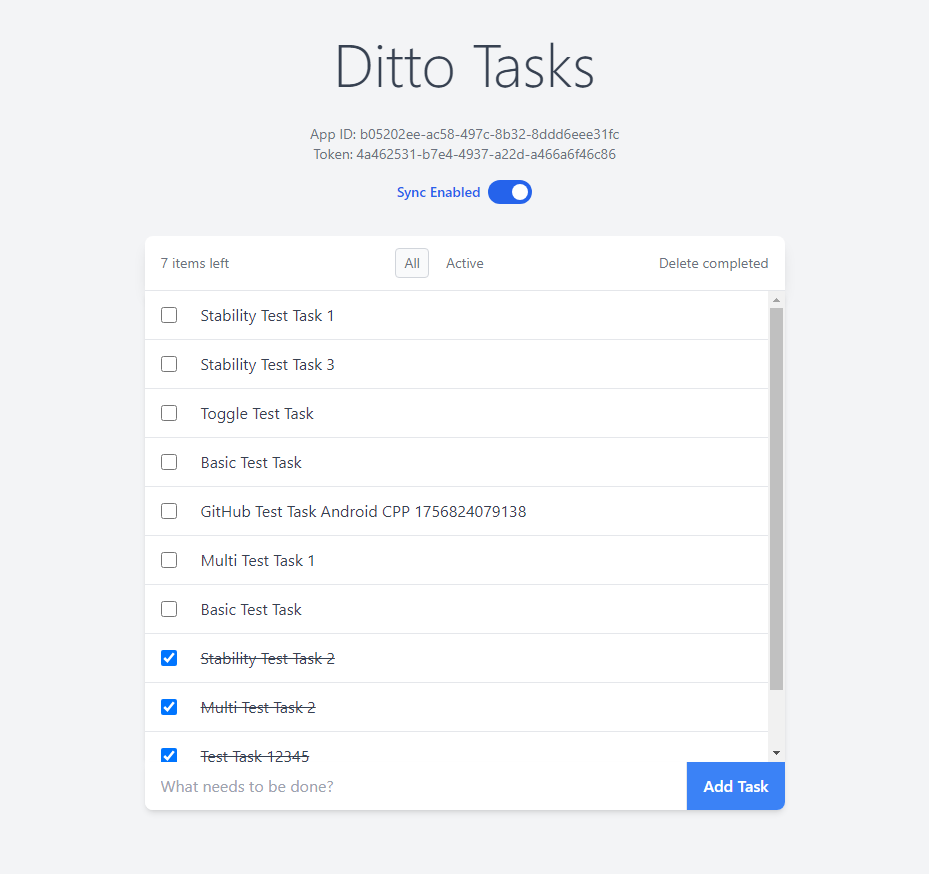 Ditto Tasks
App ID: b05202ee-ac58-497c-8b32-8ddd6eee31fc
Token: 4a462531-b7e4-4937-a22d-a466a6f46c86
Sync Enabled
7 items left All Active Delete completed
Stability Test Task 1
Stability Test Task 3
Toggle Test Task
Basic Test Task
GitHub Test Task Android CPP 1756824079138
Multi Test Task 1
Basic Test Task
Stability Test Task 2
Multi Test Task 2
Test Task 12345
What needs to be done? Add Task